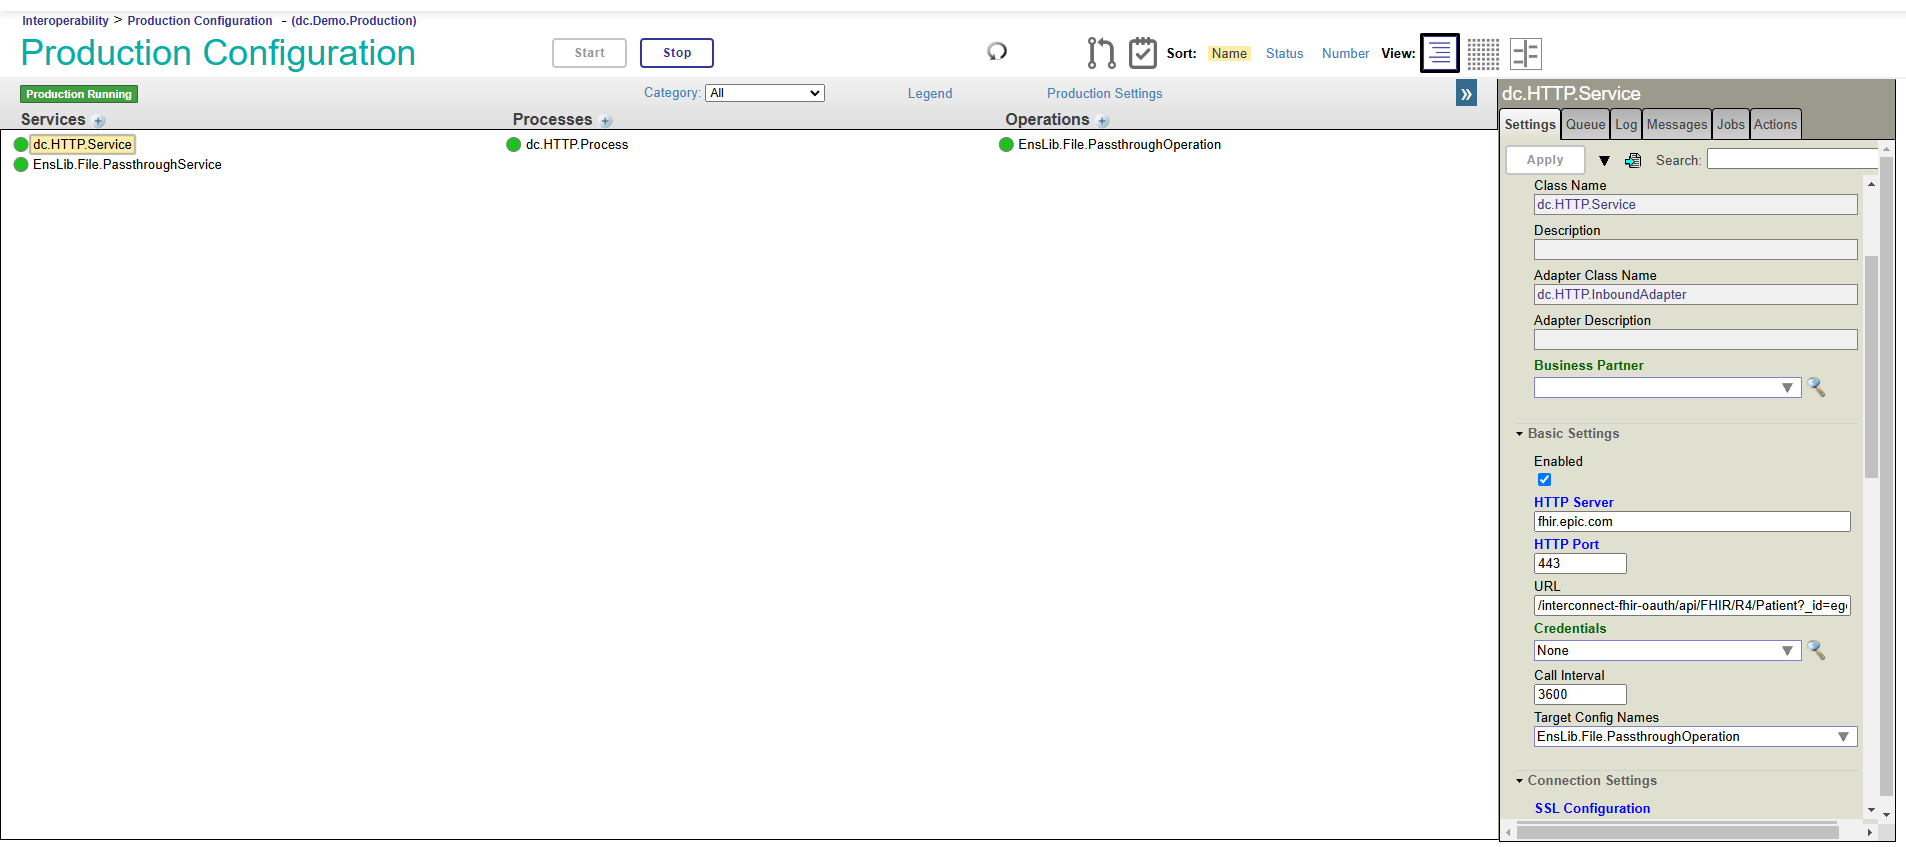 Interoperability > Production Configuration - (dc.Demo.Production)
Production Configuration
Start
Stop
Sort: Name Status Number View:
Production Running
Category: All
Legend
Production Settings
»
Services
Processes
Operations
dc.HTTP.Service
EnsLib.File.PassthroughService
dc.HTTP.Process
EnsLib.File.PassthroughOperation
dc.HTTP.Service
Settings Queue Log Messages Jobs Actions
Apply
Search:
Class Name
dc.HTTP.Service
Description
Adapter Class Name
dc.HTTP.InboundAdapter
Adapter Description
Business Partner
Basic Settings
Enabled
HTTP Server
fhir.epic.com
HTTP Port
443
URL
/interconnect-fhir-oauth/api/FHIR/R4/Patient?_id=eg
Credentials
None
Call Interval
3600
Target Config Names
EnsLib.File.PassthroughOperation
Connection Settings
SSL Configuration